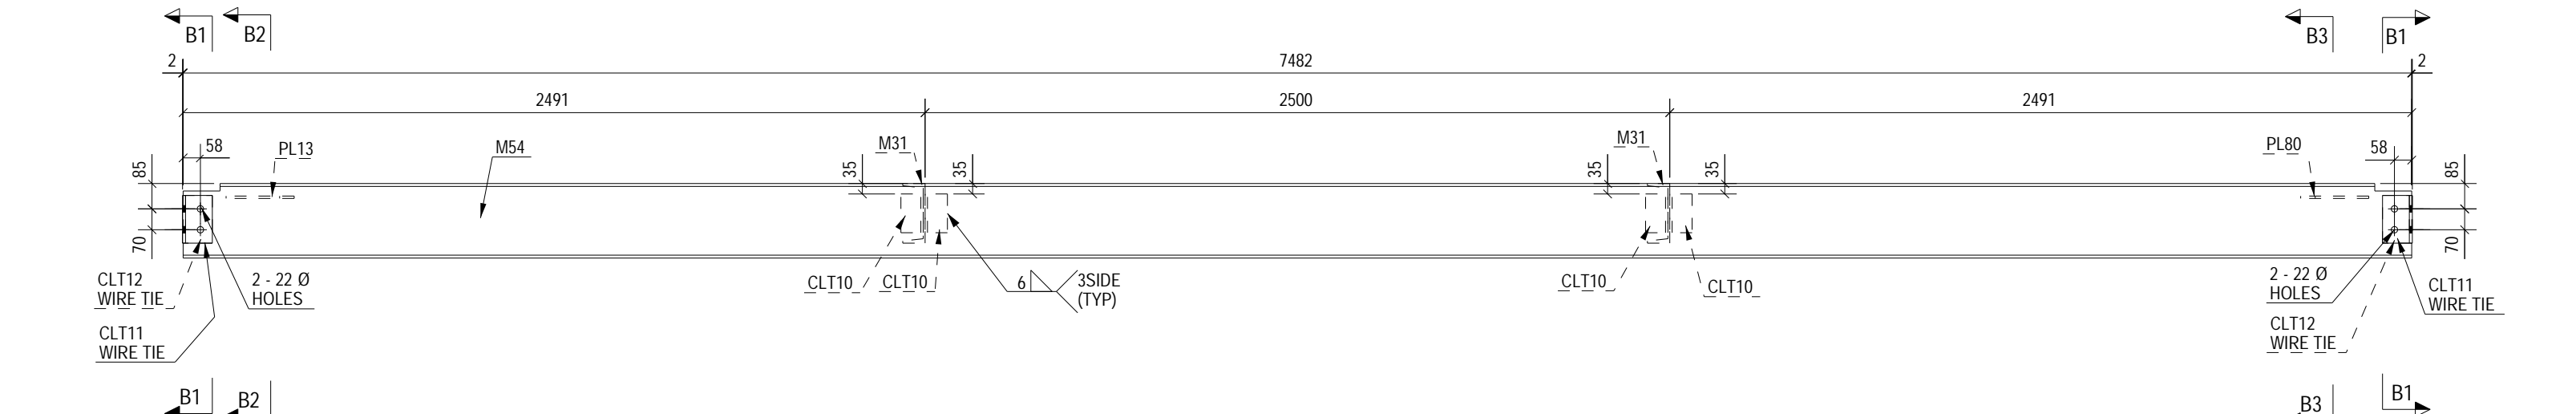 B1
B2
B3
B1
2
7482
2
2491
2500
2491
58
PL13
M54
M31
M31
PL80
58
85
35
35
35
35
85
70
70
CLT12
WIRE TIE
2 - 22 Ø
HOLES
CLT11
WIRE TIE
CLT10
CLT10
6
3SIDE
(TYP)
CLT10
CLT10
2 - 22 Ø
HOLES
CLT11
WIRE TIE
CLT12
WIRE TIE
B1
B2
B3
B1